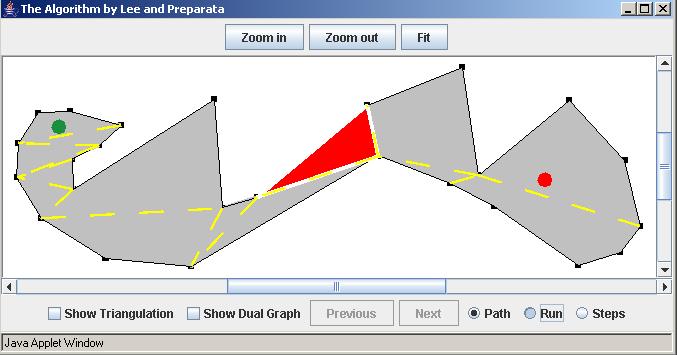 The Algorithm by Lee and Preparata
Zoom in Zoom out Fit
Show Triangulation Show Dual Graph Previous Next Path Run Steps
Java Applet Window